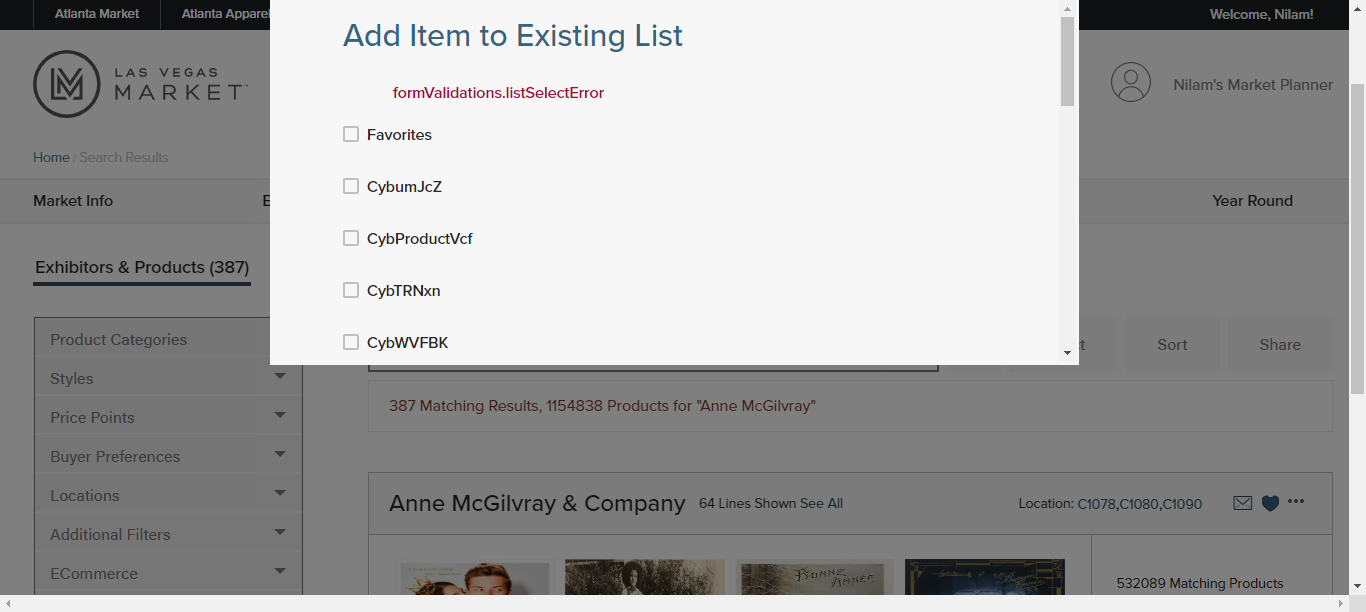 Atlanta Market
Atlanta Apparel
Welcome, Nilam!
Add Item to Existing List
formValidations.listSelectError
Favorites
CybumJcZ
CybProductVcf
CybTRNxn
CybWVFBK
LAS VEGAS
MARKET
Nilam's Market Planner
Home / Search Results
Market Info
E
Year Round
Exhibitors & Products (387)
Product Categories
Styles
Price Points
Buyer Preferences
Locations
Additional Filters
ECommerce
t
Sort
Share
387 Matching Results, 1154838 Products for "Anne McGilvray"
Anne McGilvray & Company
64 Lines Shown See All
Location: C1078,C1080,C1090
532089 Matching Products